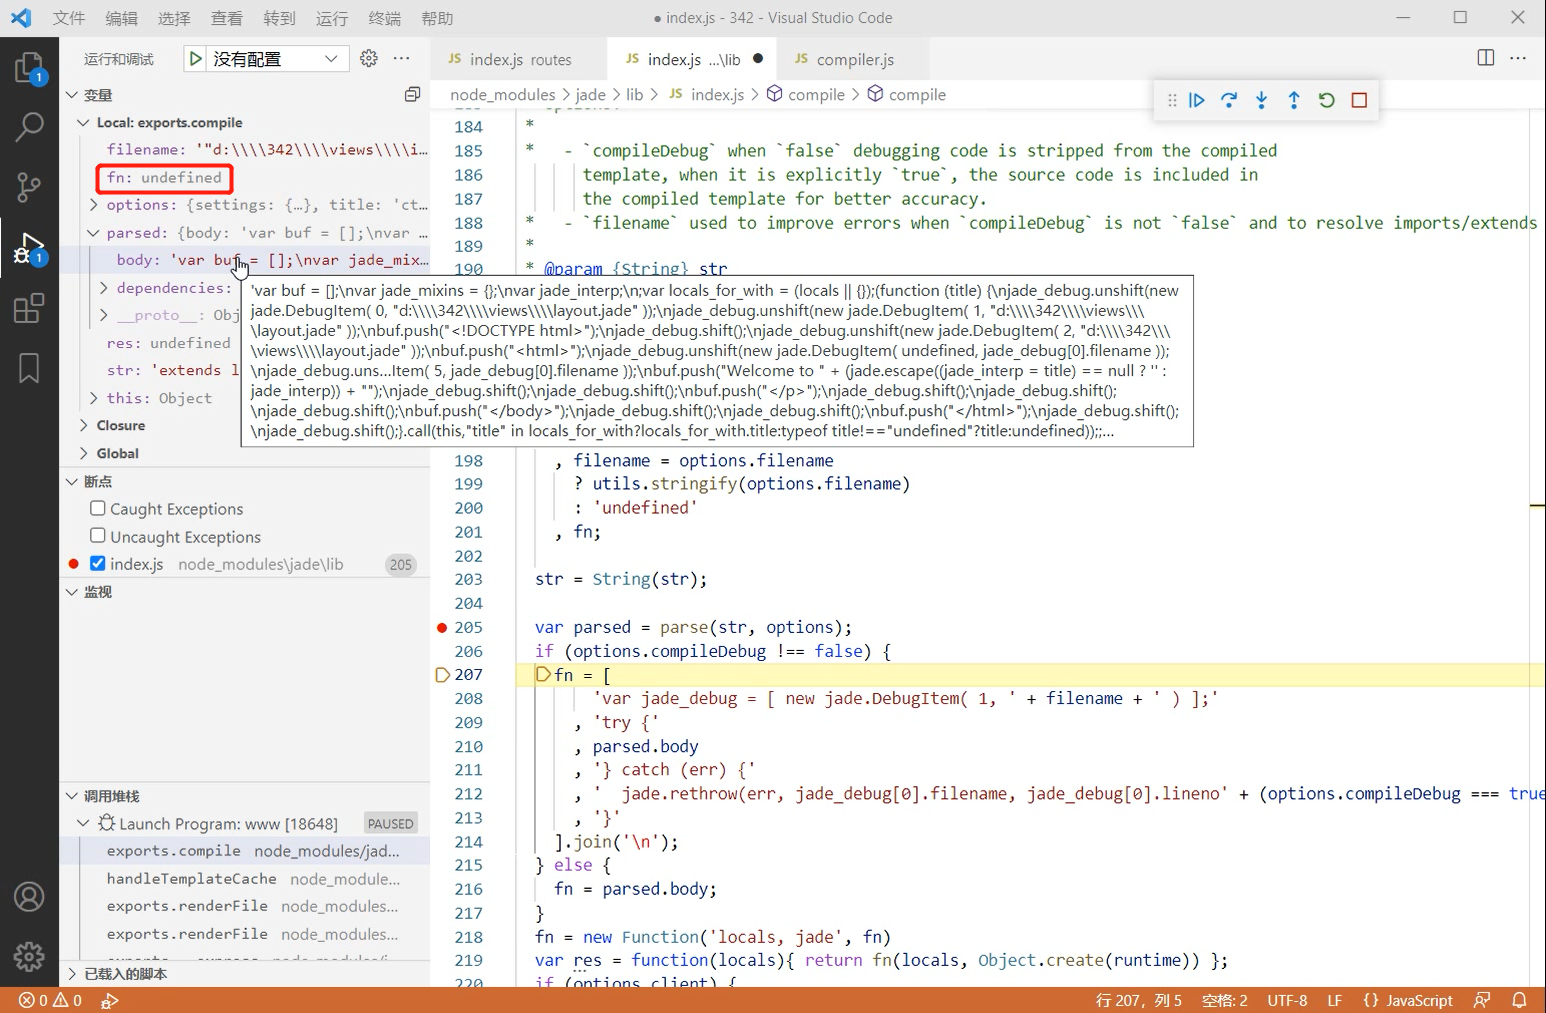 文件 编辑 选择 查看 转到 运行 终端 帮助
● index.js - 342 - Visual Studio Code
运行和调试 没有配置
JS index.js routes
JS index.js ...\lib ●
JS compiler.js
node_modules > jade > lib > JS index.js > compile > compile
1
1
变量
Local: exports.compile
filename: '"d:\\\\342\\\\views\\\\i...
fn: undefined
options: {settings: {…}, title: 'ct...
parsed: {body: 'var buf = [];\nvar ...
body: 'var buf = [];\nvar jade_mix...
dependencies:
__proto__: Obj
res: undefined
str: 'extends l
this: Object
Closure
Global
断点
Caught Exceptions
Uncaught Exceptions
index.js node_modules\jade\lib 205
监视
调用堆栈
Launch Program: www [18648] PAUSED
exports.compile node_modules/jad...
handleTemplateCache node_module...
exports.renderFile node_modules...
exports.renderFile node_modules...
已载入的脚本
184 *
185 * - `compileDebug` when `false` debugging code is stripped from the compiled
186 template, when it is explicitly `true`, the source code is included in
187 the compiled template for better accuracy.
188 * - `filename` used to improve errors when `compileDebug` is not `false` and to resolve imports/extends
189 *
190 * @param {String} str
'var buf = [];\nvar jade_mixins = {};\nvar jade_interp;\n;var locals_for_with = (locals || {});(function (title) {\njade_debug.unshift(new
jade.DebugItem( 0, "d:\\\\342\\\\views\\\\layout.jade" ));\njade_debug.unshift(new jade.DebugItem( 1, "d:\\\\342\\\\views\\\
\layout.jade" ));\nbuf.push("<!DOCTYPE html>");\njade_debug.shift();\njade_debug.unshift(new jade.DebugItem( 2, "d:\\\\342\\\
\views\\\\layout.jade" ));\nbuf.push("<html>");\njade_debug.unshift(new jade.DebugItem( undefined, jade_debug[0].filename ));
\njade_debug.uns...Item( 5, jade_debug[0].filename ));\nbuf.push("Welcome to " + (jade.escape((jade_interp = title) == null ? '' :
jade_interp)) + "");\njade_debug.shift();\njade_debug.shift();\nbuf.push("</p>");\njade_debug.shift();\njade_debug.shift();
\njade_debug.shift();\nbuf.push("</body>");\njade_debug.shift();\njade_debug.shift();\nbuf.push("</html>");\njade_debug.shift();
\njade_debug.shift();}.call(this,"title" in locals_for_with?locals_for_with.title:typeof title!=="undefined"?title:undefined));;...
198 , filename = options.filename
199 ? utils.stringify(options.filename)
200 : 'undefined'
201 , fn;
202
203 str = String(str);
204
205 var parsed = parse(str, options);
206 if (options.compileDebug !== false) {
207 fn = [
208 'var jade_debug = [ new jade.DebugItem( 1, ' + filename + ' ) ];'
209 , 'try {'
210 , parsed.body
211 , '} catch (err) {'
212 , '  jade.rethrow(err, jade_debug[0].filename, jade_debug[0].lineno' + (options.compileDebug === true
213 , '}'
214 ].join('\n');
215 } else {
216 fn = parsed.body;
217 }
218 fn = new Function('locals, jade', fn)
219 var res = function(locals){ return fn(locals, Object.create(runtime)) };
220 if (options.client) {
0 0
行 207，列 5 空格: 2 UTF-8 LF {} JavaScript